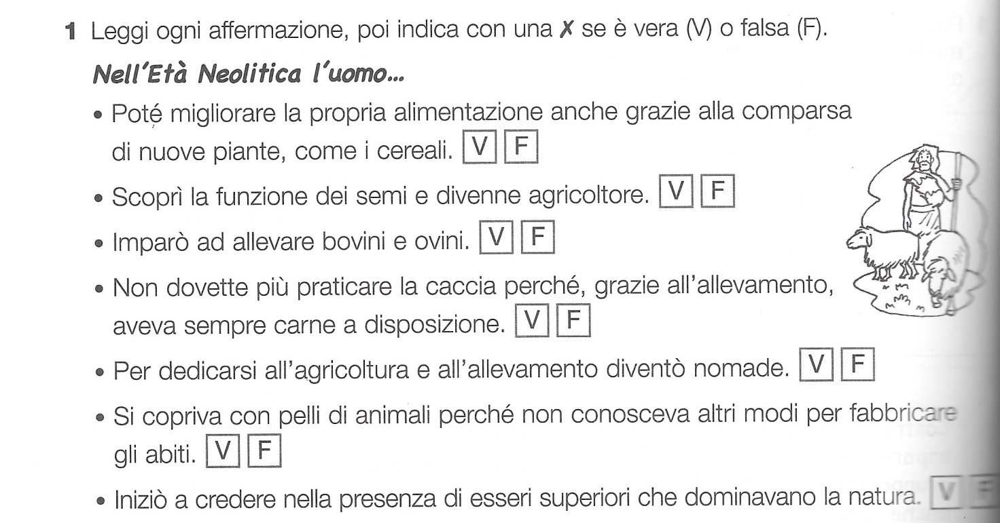 1 Leggi ogni affermazione, poi indica con una ✗ se è vera (V) o falsa (F).
Nell'Età Neolitica l'uomo...
• Poté migliorare la propria alimentazione anche grazie alla comparsa
di nuove piante, come i cereali. V F
• Scoprì la funzione dei semi e divenne agricoltore. V F
• Imparò ad allevare bovini e ovini. V F
• Non dovette più praticare la caccia perché, grazie all'allevamento,
aveva sempre carne a disposizione. V F
• Per dedicarsi all'agricoltura e all'allevamento diventò nomade. V F
• Si copriva con pelli di animali perché non conosceva altri modi per fabbricare
gli abiti. V F
• Iniziò a credere nella presenza di esseri superiori che dominavano la natura. V F